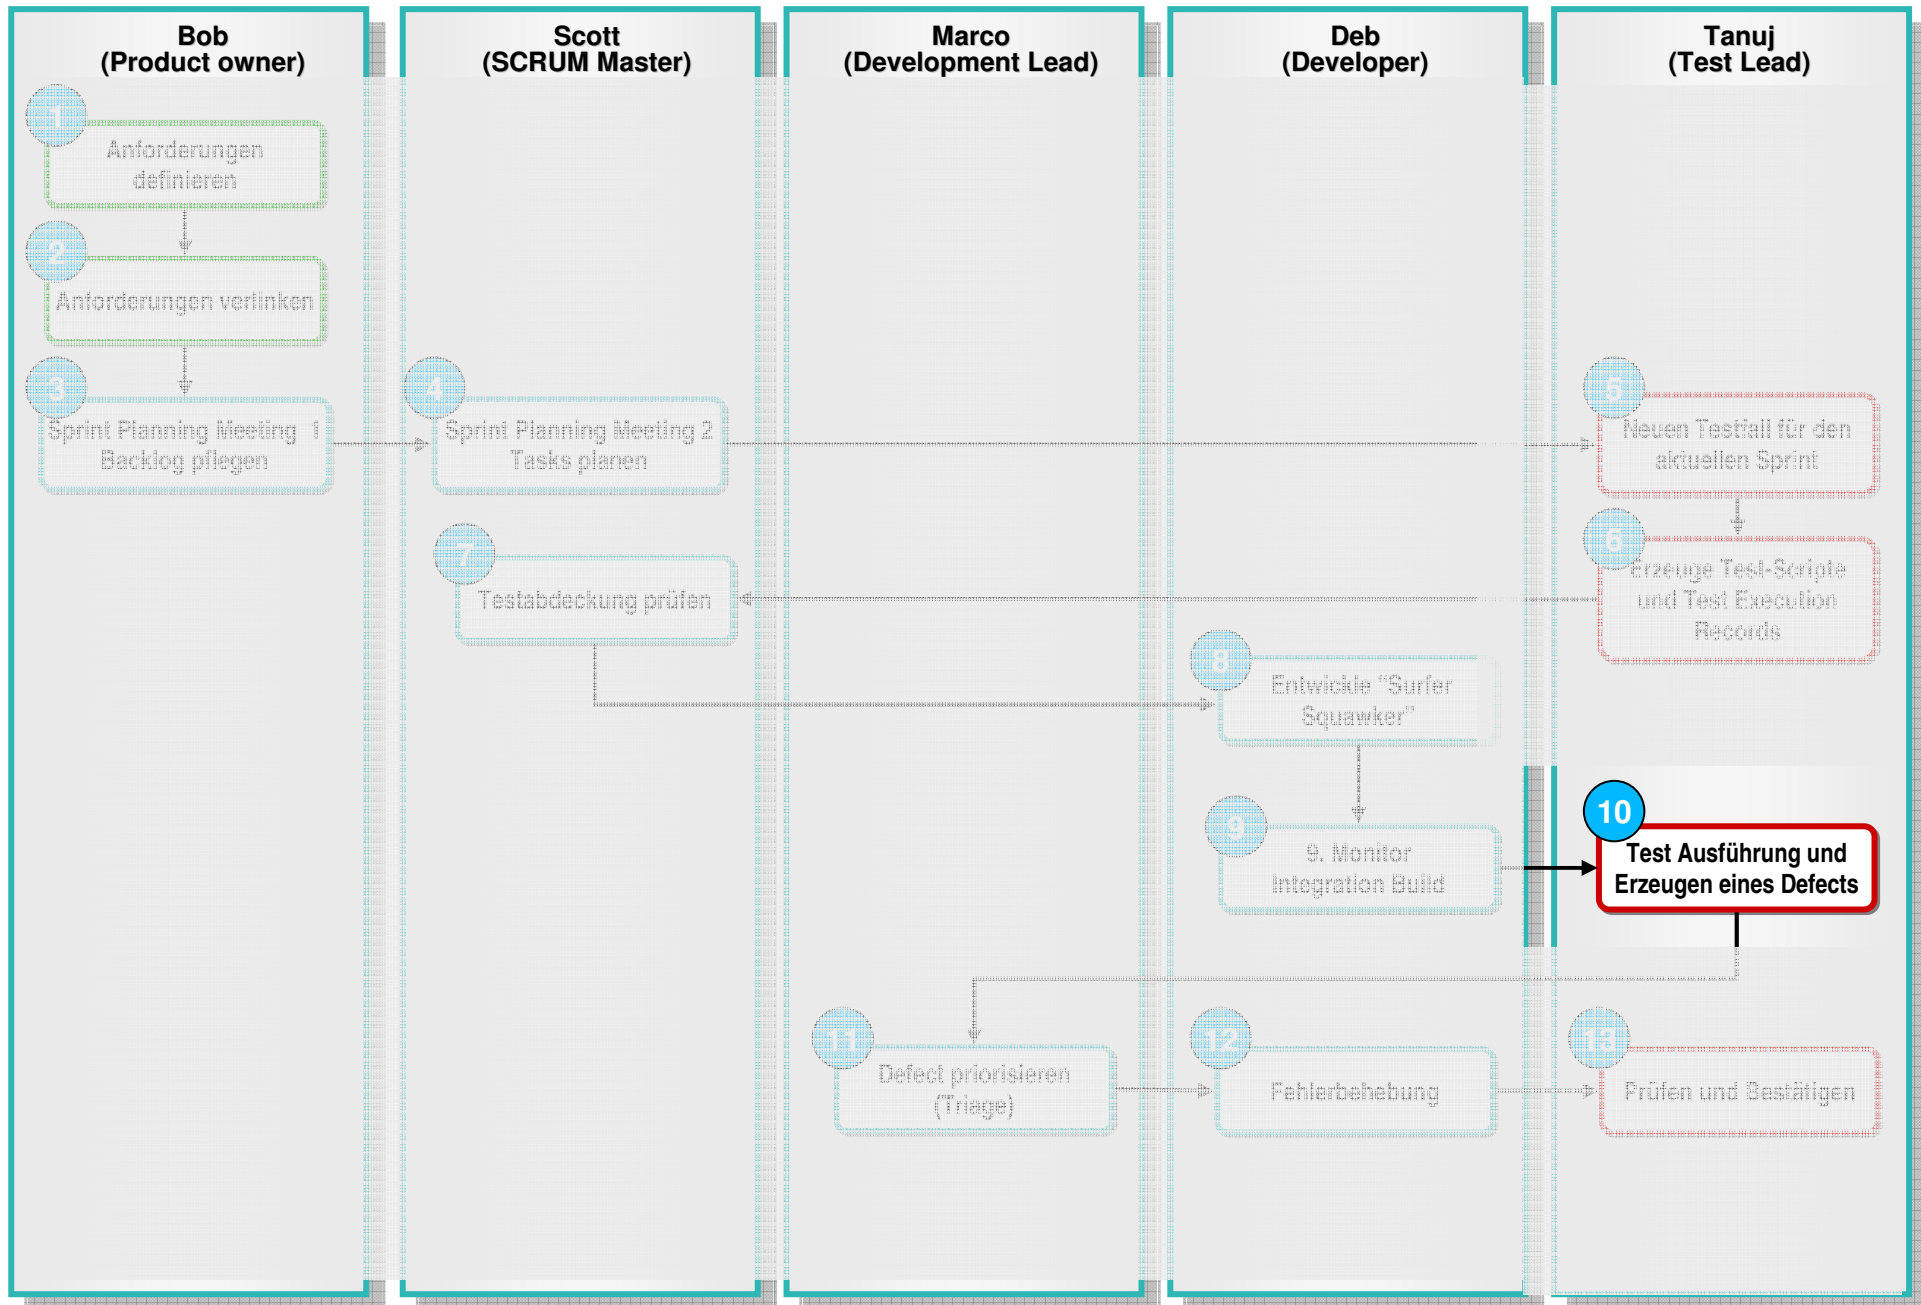 Bob
(Product owner)
Scott
(SCRUM Master)
Marco
(Development Lead)
Deb
(Developer)
Tanuj
(Test Lead)
1
Anforderungen
definieren
2
Anforderungen verlinken
3
Sprint Planning Meeting 1
Backlog pflegen
4
Sprint Planning Meeting 2
Tasks planen
5
Neuen Testfall für den
aktuellen Sprint
6
Erzeuge Test-Scripte
und Test Execution
Records
7
Testabdeckung prüfen
8
Entwickle "Surfer
Squawker"
9
9. Monitor
Integration Build
10
Test Ausführung und
Erzeugen eines Defects
11
Defect priorisieren
(Triage)
12
Fehlerbehebung
13
Prüfen und Bestätigen